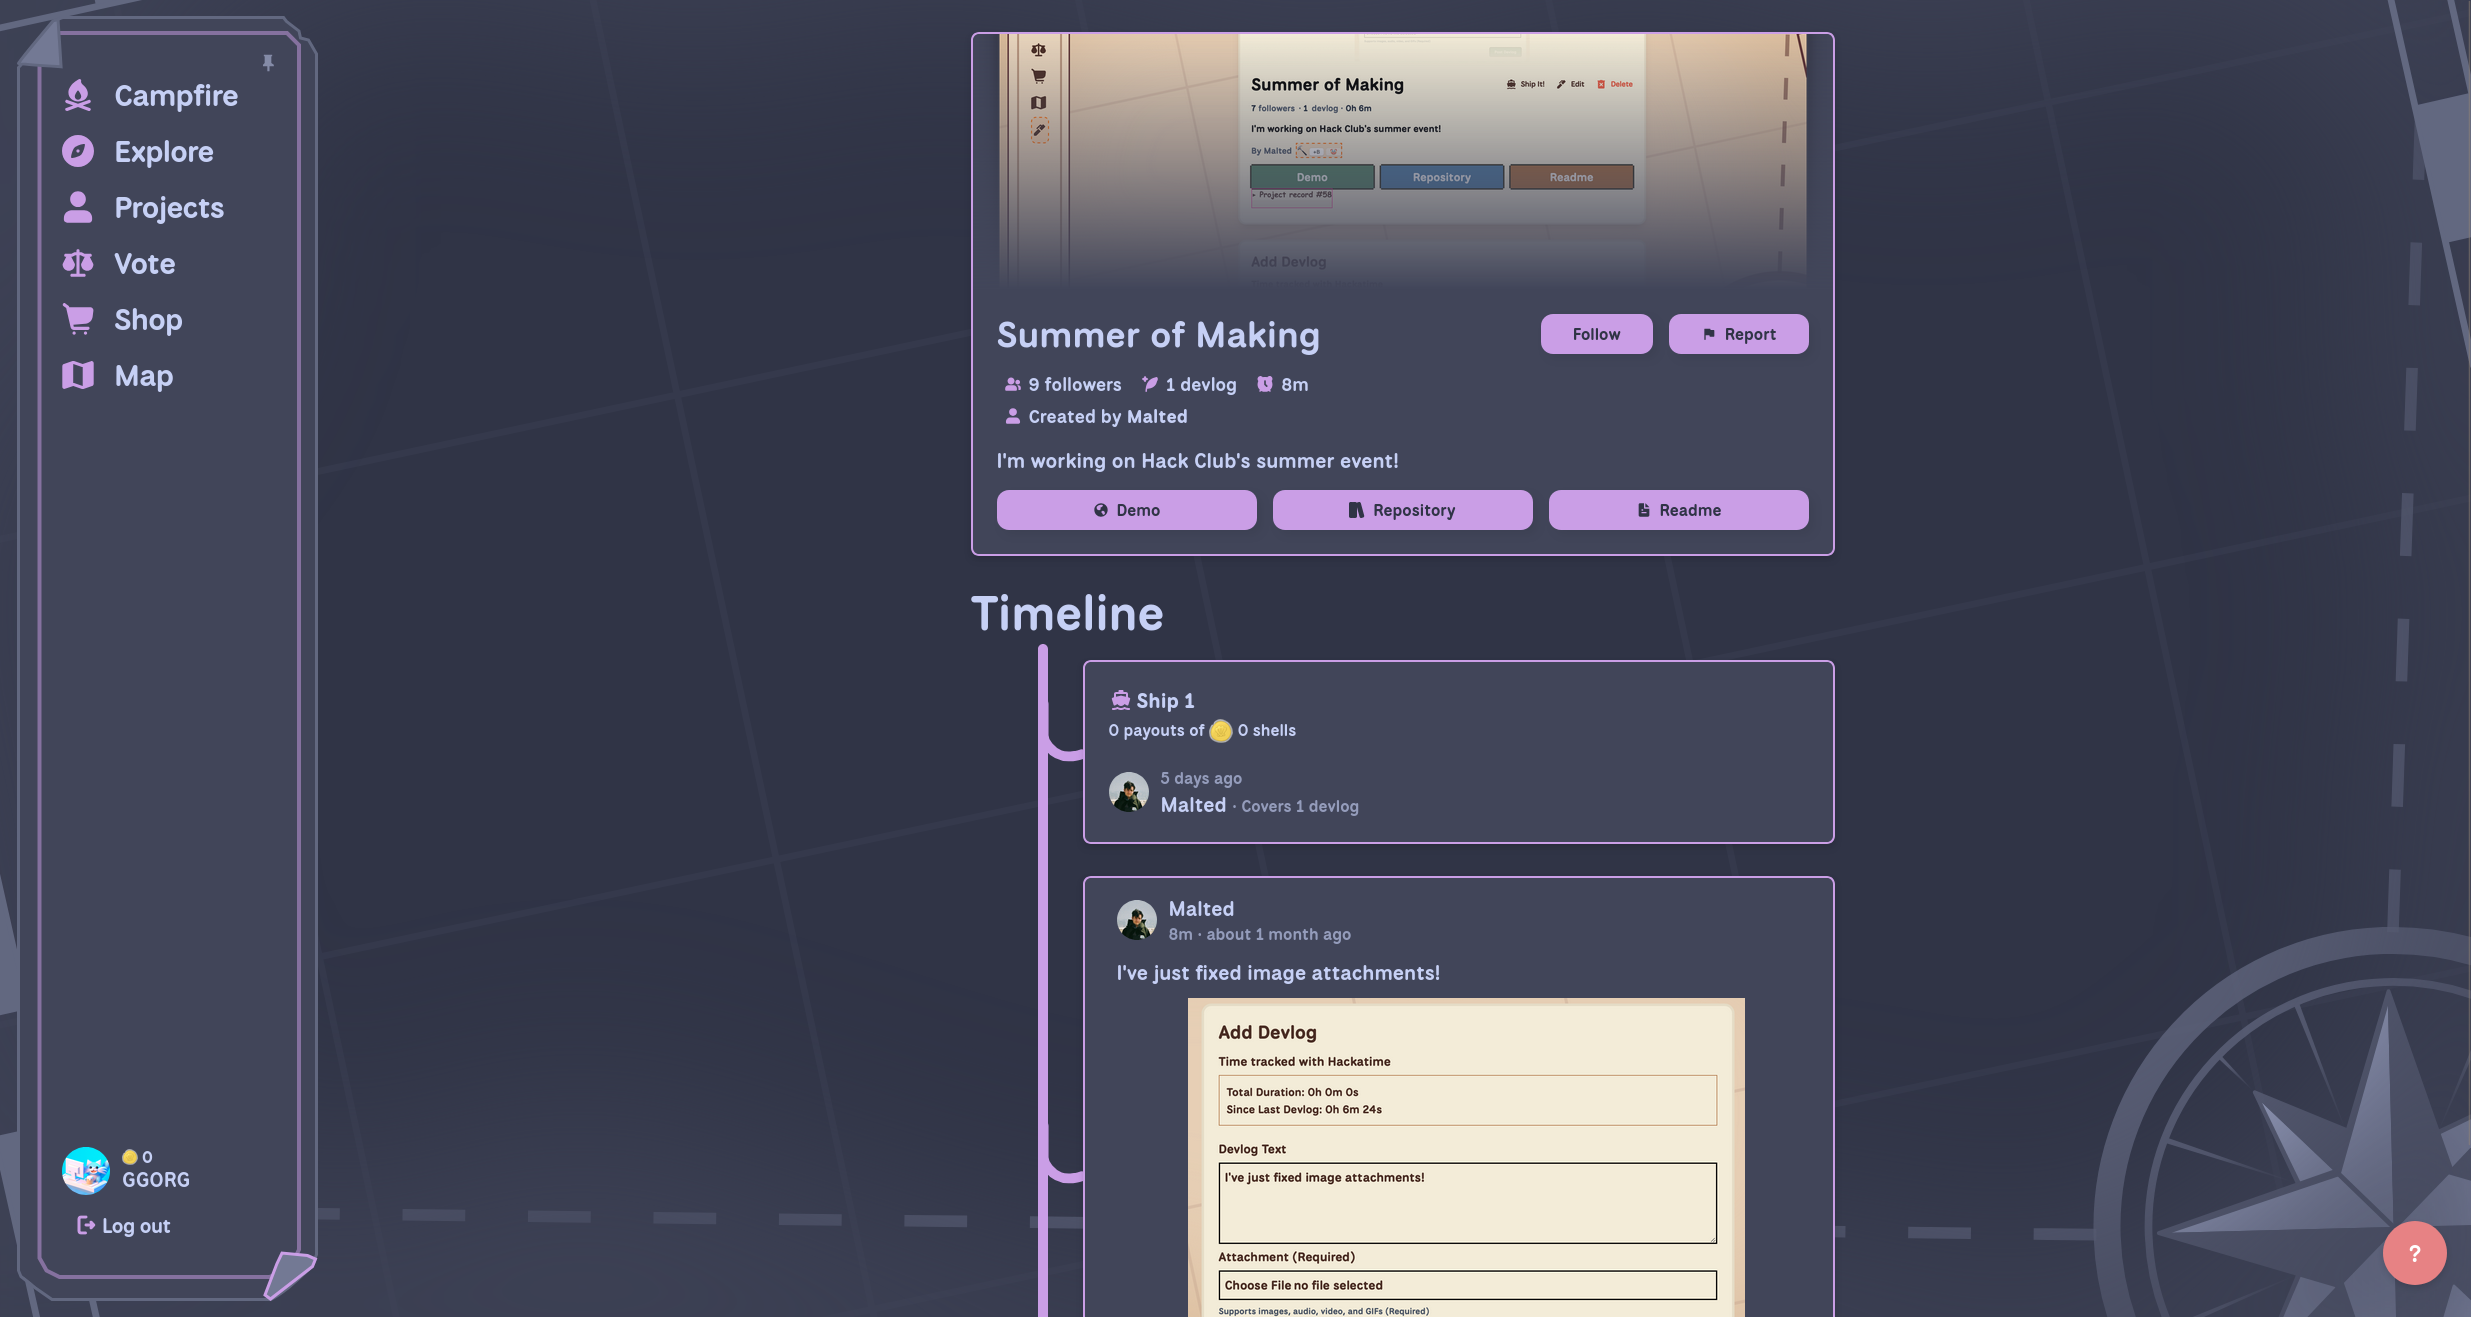 Campfire
Explore
Projects
Vote
Shop
Map
0
GGORG
Log out
Summer of Making
Ship It!
Edit
Delete
7 followers · 1 devlog · 0h 6m
I'm working on Hack Club's summer event!
By Malted
Demo
Repository
Readme
Project record #58
Add Devlog
Summer of Making
Follow
Report
9 followers
1 devlog
8m
Created by Malted
I'm working on Hack Club's summer event!
Demo
Repository
Readme
Timeline
Ship 1
0 payouts of 0 shells
5 days ago
Malted · Covers 1 devlog
Malted
8m · about 1 month ago
I've just fixed image attachments!
Add Devlog
Time tracked with Hackatime
Total Duration: 0h 0m 0s
Since Last Devlog: 0h 6m 24s
Devlog Text
I've just fixed image attachments!
Attachment (Required)
Choose File no file selected
Supports images, audio, video, and GIFs (Required)
?